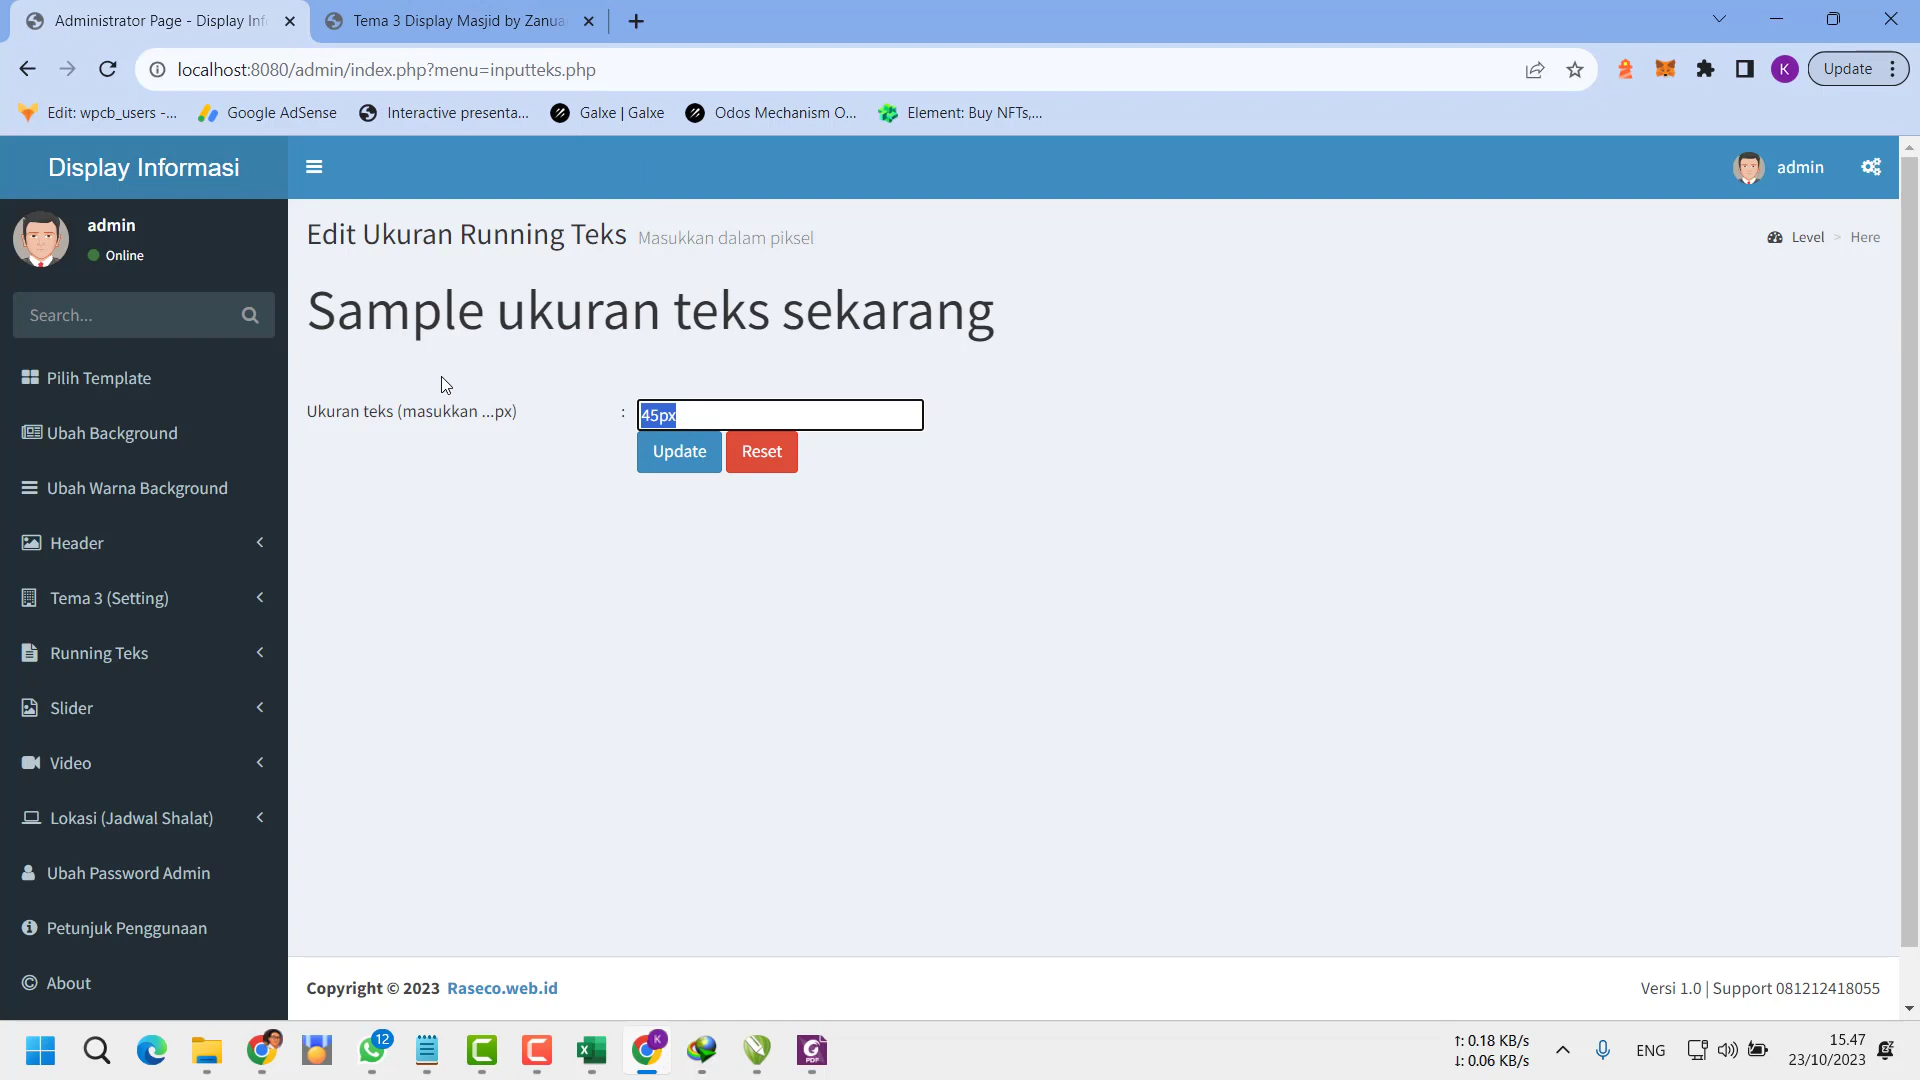 Administrator Page - Display Inf
Tema 3 Display Masjid by Zanua
localhost:8080/admin/index.php?menu=inputteks.php
K
Update
Edit: wpcb_users -...
Google AdSense
Interactive presenta...
Galxe | Galxe
Odos Mechanism O...
Element: Buy NFTs,...
Display Informasi
admin
admin
Online
Edit Ukuran Running Teks Masukkan dalam piksel
Level > Here
Search...
Sample ukuran teks sekarang
Ukuran teks (masukkan ...px) : 45px
Update Reset
Pilih Template
Ubah Background
Ubah Warna Background
Header
Tema 3 (Setting)
Running Teks
Slider
Video
Lokasi (Jadwal Shalat)
Ubah Password Admin
Petunjuk Penggunaan
About
Copyright © 2023 Raseco.web.id
Versi 1.0 | Support 081212418055
12
K
PDF
↑: 0.18 KB/s
↓: 0.06 KB/s
ENG
15.47
23/10/2023